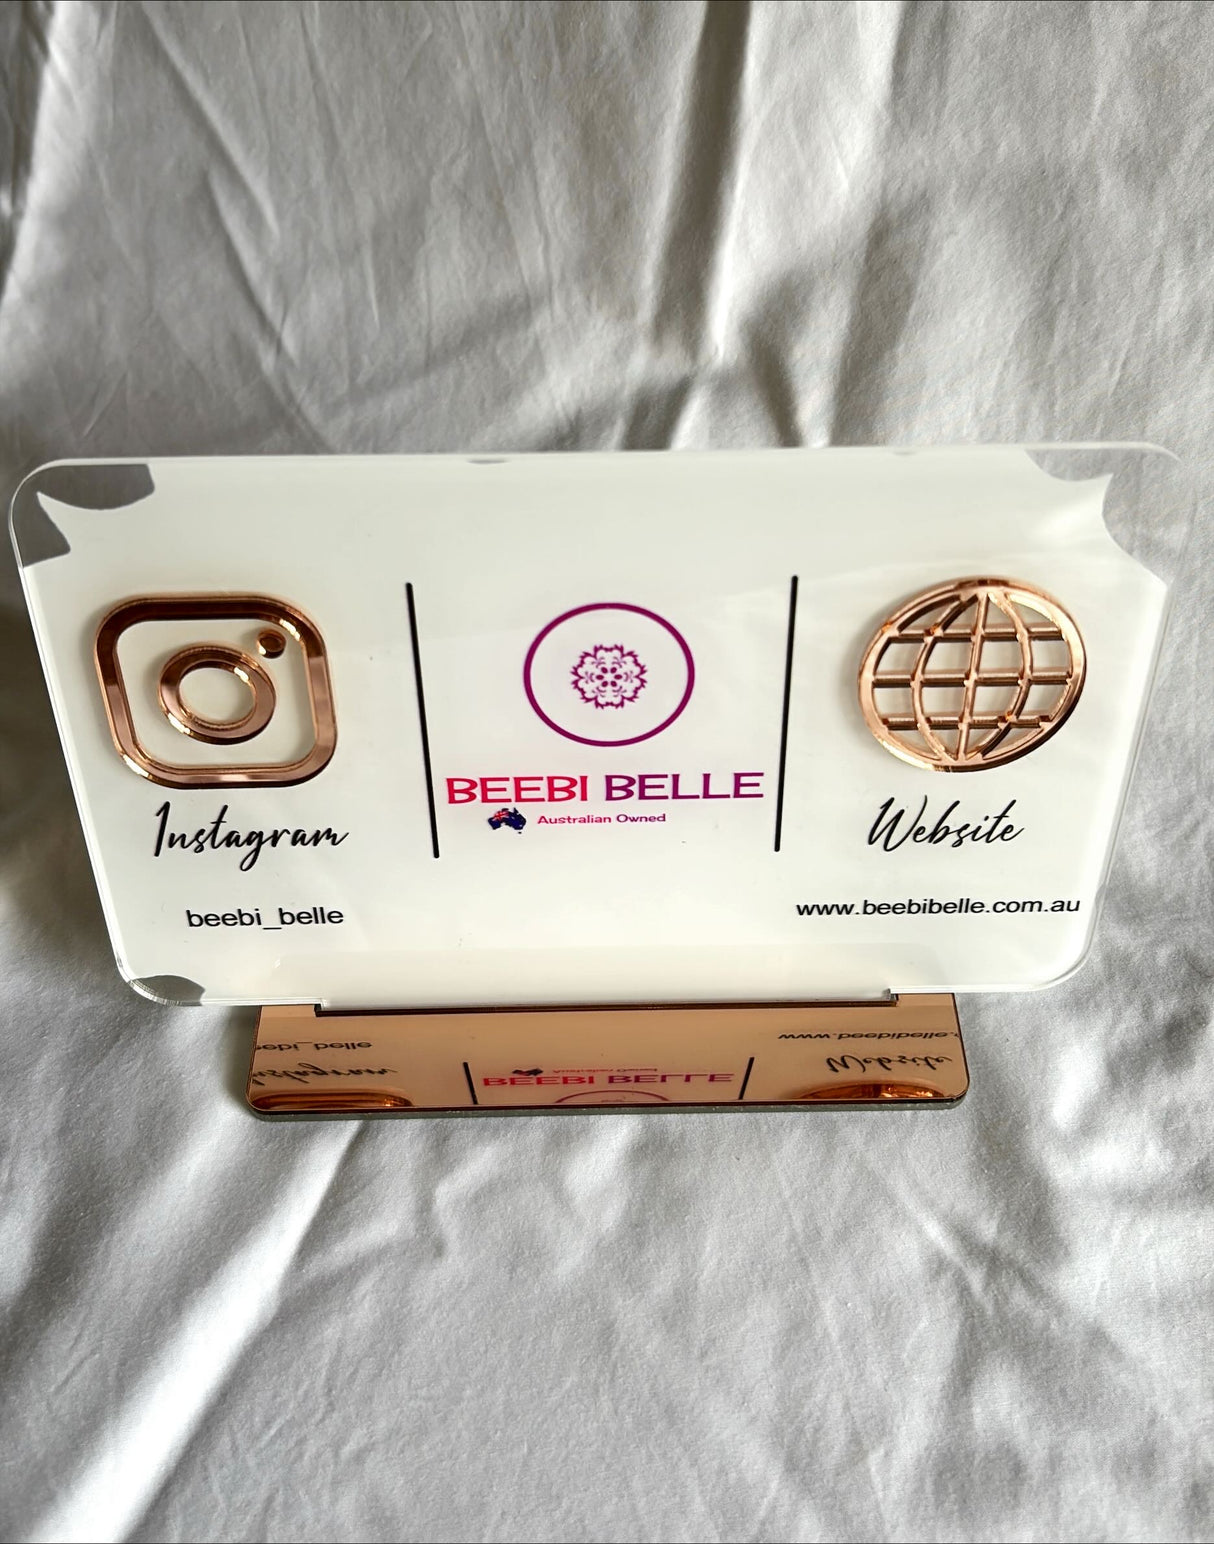 BEEBI BELLE
Australian Owned
Instagram
beebi_belle
Website
www.beebibelle.com.au